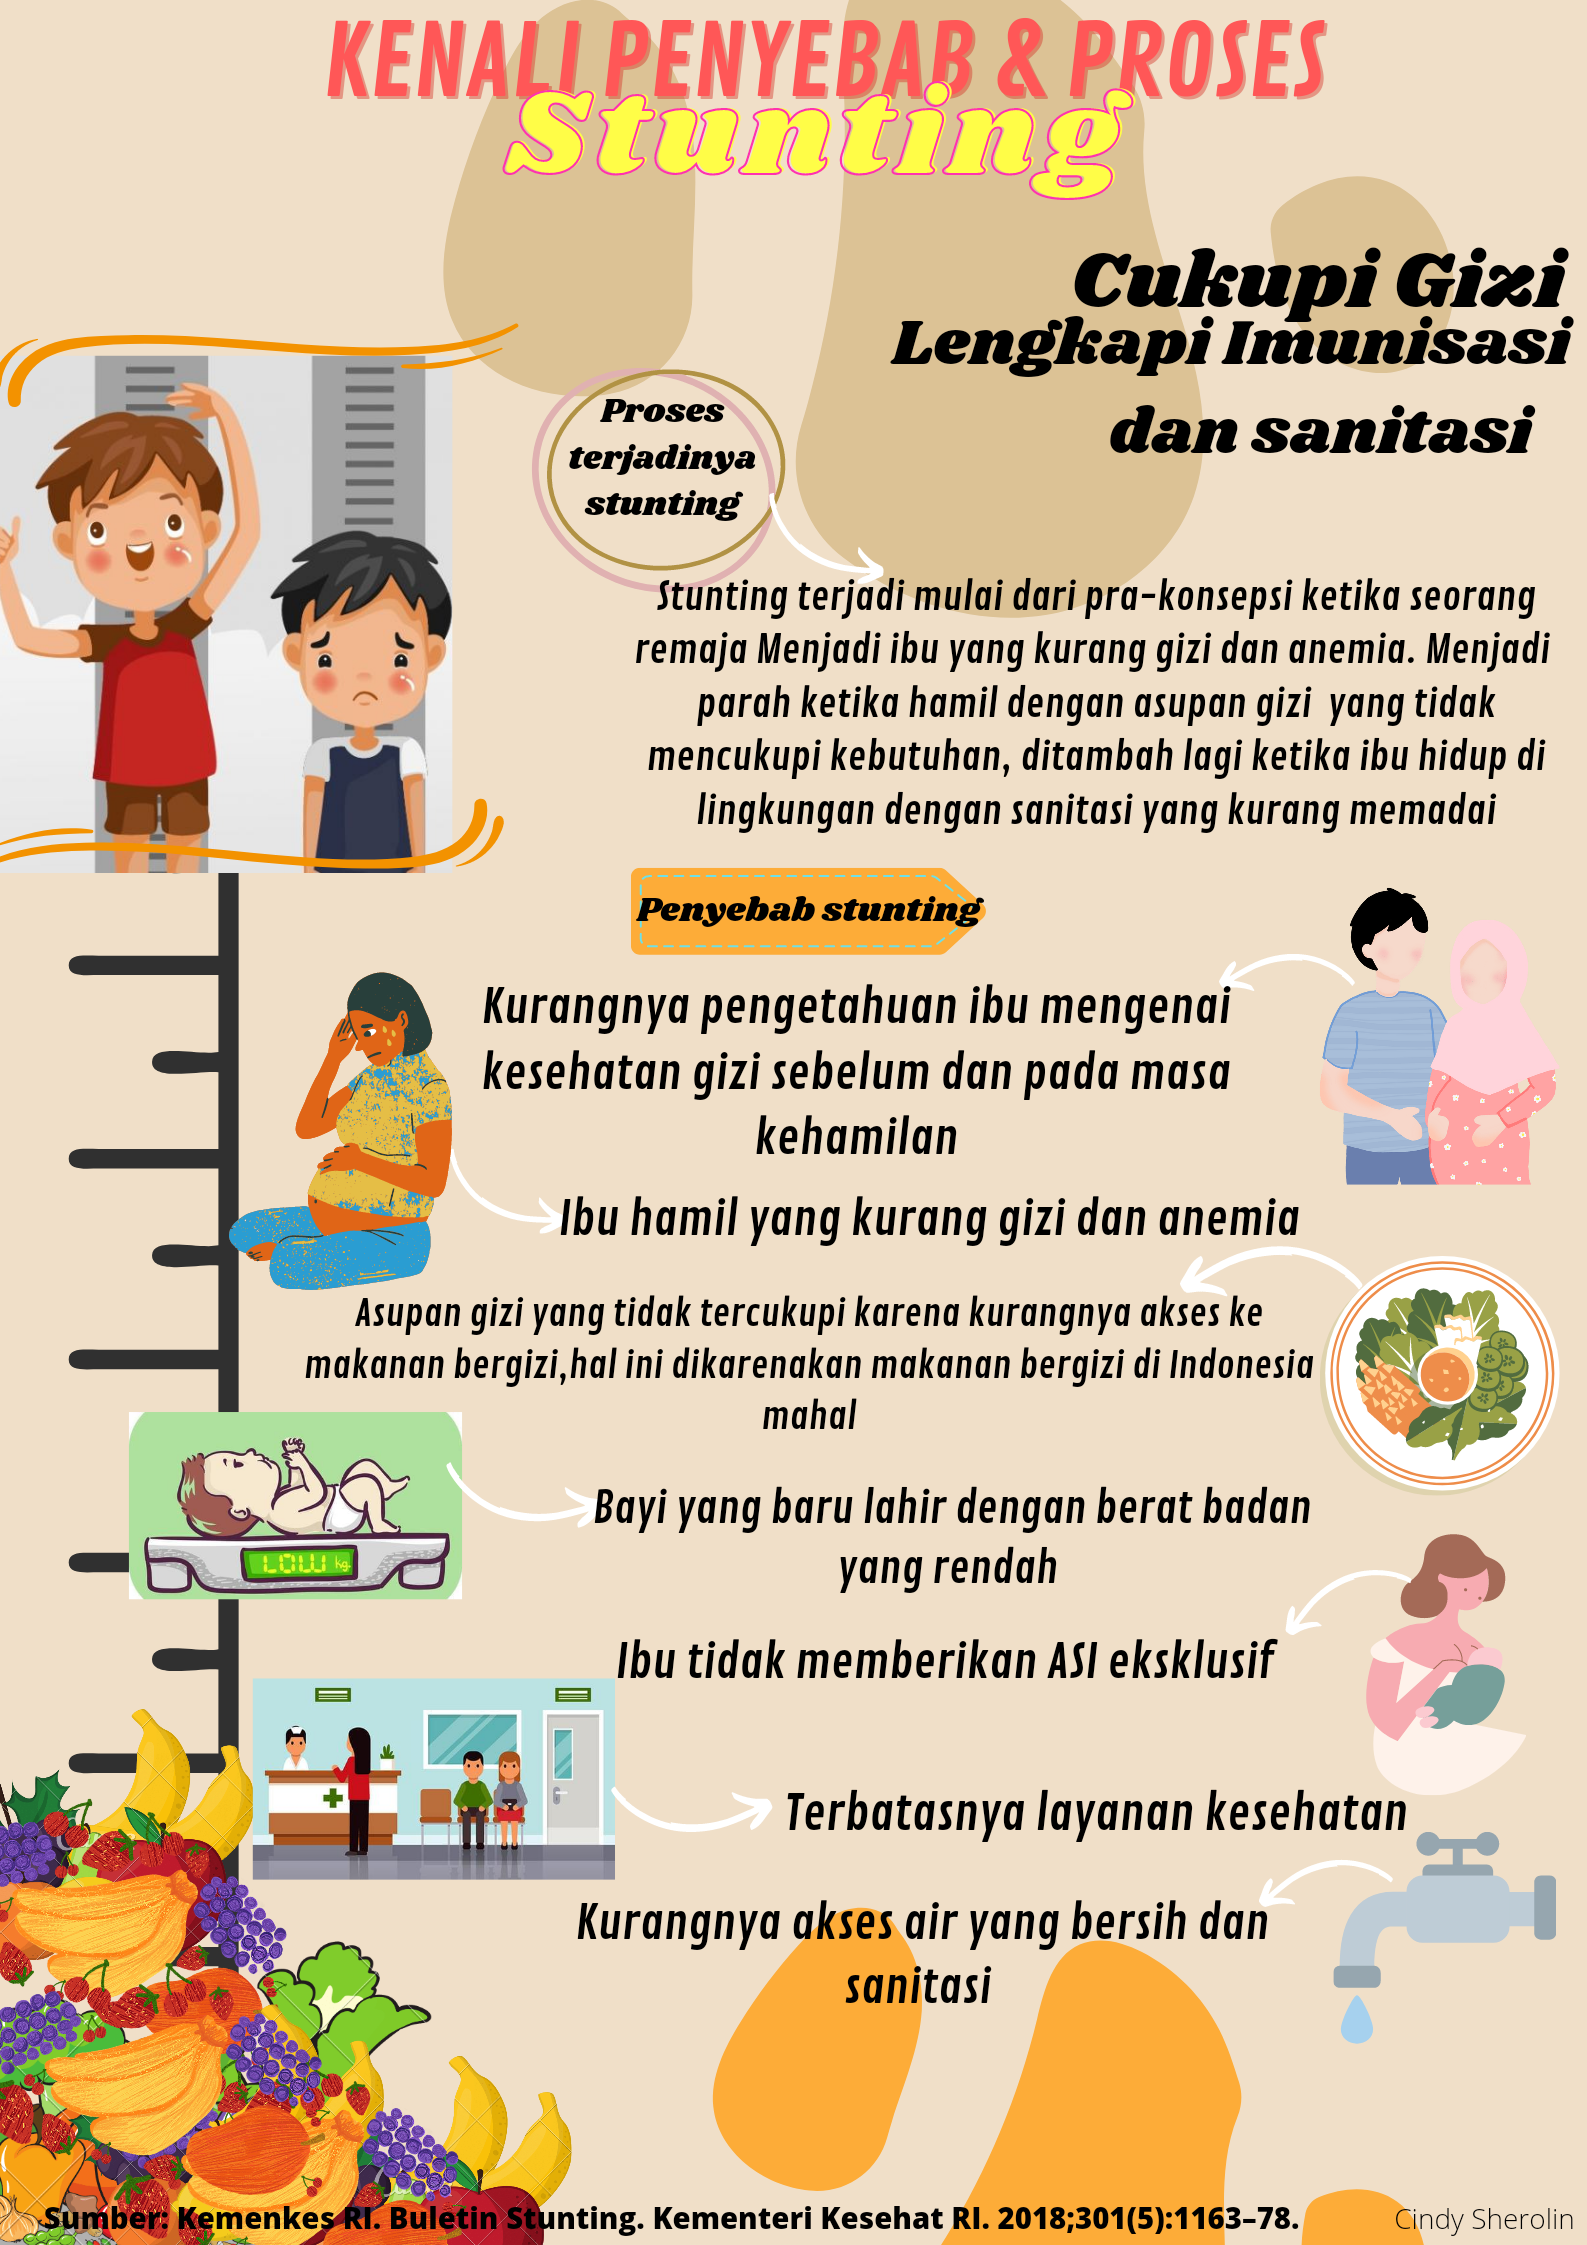 KENALI PENYEBAB & PROSES
Stunting
Cukupi Gizi
Lengkapi Imunisasi
dan sanitasi
Proses
terjadinya
stunting
Stunting terjadi mulai dari pra-konsepsi ketika seorang
remaja Menjadi ibu yang kurang gizi dan anemia. Menjadi
parah ketika hamil dengan asupan gizi yang tidak
mencukupi kebutuhan, ditambah lagi ketika ibu hidup di
lingkungan dengan sanitasi yang kurang memadai
Penyebab stunting
Kurangnya pengetahuan ibu mengenai
kesehatan gizi sebelum dan pada masa
kehamilan
Ibu hamil yang kurang gizi dan anemia
Asupan gizi yang tidak tercukupi karena kurangnya akses ke
makanan bergizi,hal ini dikarenakan makanan bergizi di Indonesia
mahal
LOW kg
Bayi yang baru lahir dengan berat badan
yang rendah
Ibu tidak memberikan ASI eksklusif
Terbatasnya layanan kesehatan
Kurangnya akses air yang bersih dan
sanitasi
Sumber: Kemenkes RI. Buletin Stunting. Kementeri Kesehat RI. 2018;301(5):1163–78.
Cindy Sherolin